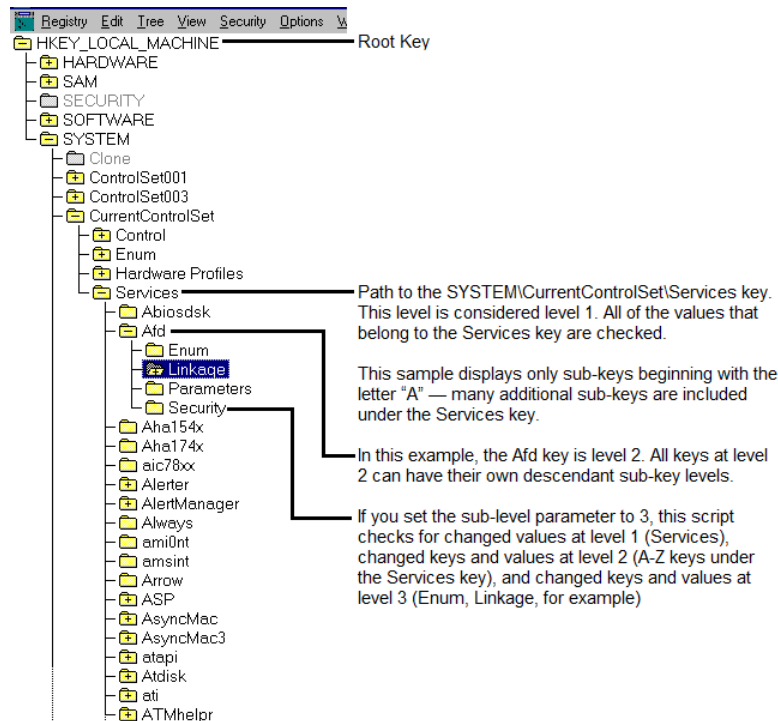 Registry Edit Tree View Security Options W
HKEY_LOCAL_MACHINE
Root Key
HARDWARE
SAM
SECURITY
SOFTWARE
SYSTEM
Clone
ControlSet001
ControlSet003
CurrentControlSet
Control
Enum
Hardware Profiles
Services
Path to the SYSTEM\CurrentControlSet\Services key.
This level is considered level 1. All of the values that
belong to the Services key are checked.
This sample displays only sub-keys beginning with the
letter “A” — many additional sub-keys are included
under the Services key.
Abiosdsk
Afd
Enum
Linkage
Parameters
Security
In this example, the Afd key is level 2. All keys at level
2 can have their own descendant sub-key levels.
If you set the sub-level parameter to 3, this script
checks for changed values at level 1 (Services),
changed keys and values at level 2 (A-Z keys under
the Services key), and changed keys and values at
level 3 (Enum, Linkage, for example)
Aha154x
Aha174x
aic78xx
Alerter
AlertManager
Always
ami0nt
amsint
Arrow
ASP
AsyncMac
AsyncMac3
atapi
Atdisk
ati
ATMhelpr